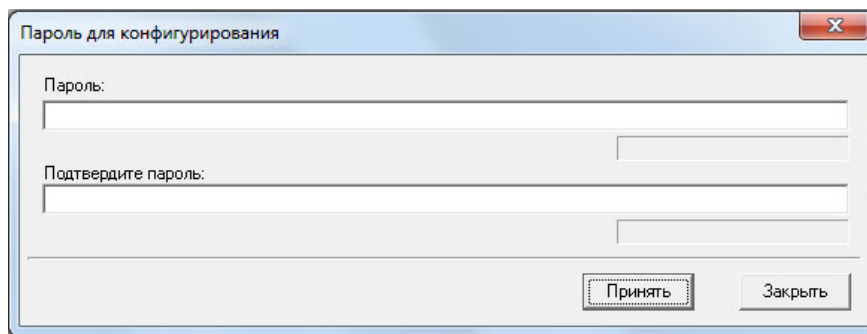 Пароль для конфигурирования
Пароль:
Подтвердите пароль:
Принять
Закрыть